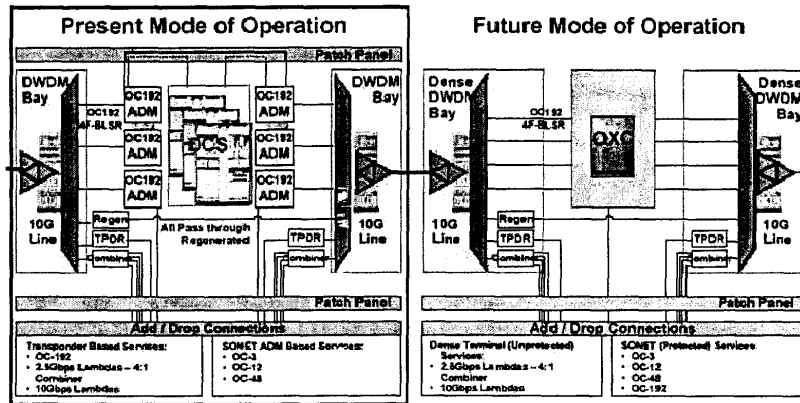 Present Mode of Operation
Patch Panel
DWDM
Bay
OC192
4F-BLSR
OC192
ADM
OC192
ADM
OC192
ADM
DCS
OC192
ADM
OC192
ADM
OC192
ADM
DWDM
Bay
10G
Line
Regen
TPDR
Combiner
All Pass through
Regenerated
TPDR
Combiner
10G
Line
Patch Panel
Add / Drop Connections
Transponder Based Services:
• OC-192
• 2.5Gbps Lambdas – 4:1
Combiner
• 10Gbps Lambdas
SONET ADM Based Services:
• OC-3
• OC-12
• OC-48
Future Mode of Operation
Patch Panel
Dense
DWDM
Bay
OC192
4F-BLSR
OXC
Dense
DWDM
Bay
10G
Line
Regen
TPDR
Combiner
TPDR
Combiner
10G
Line
Patch Panel
Add / Drop Connections
Dense Terminal (Unprotected)
Services:
• 2.5Gbps Lambdas – 4:1
Combiner
• 10Gbps Lambdas
SONET (Protected) Services:
• OC-3
• OC-12
• OC-48
• OC-192